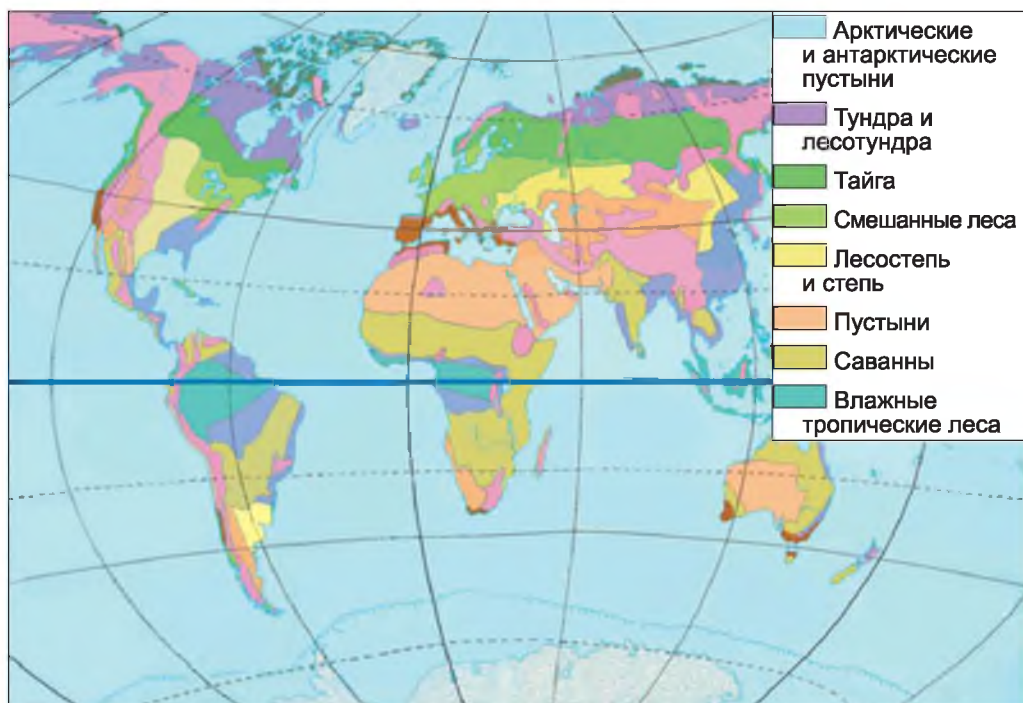 Арктические
и антарктические
пустыни
Тундра и
лесотундра
Тайга
Смешанные леса
Лесостепь
и степь
Пустыни
Саванны
Влажные
тропические леса